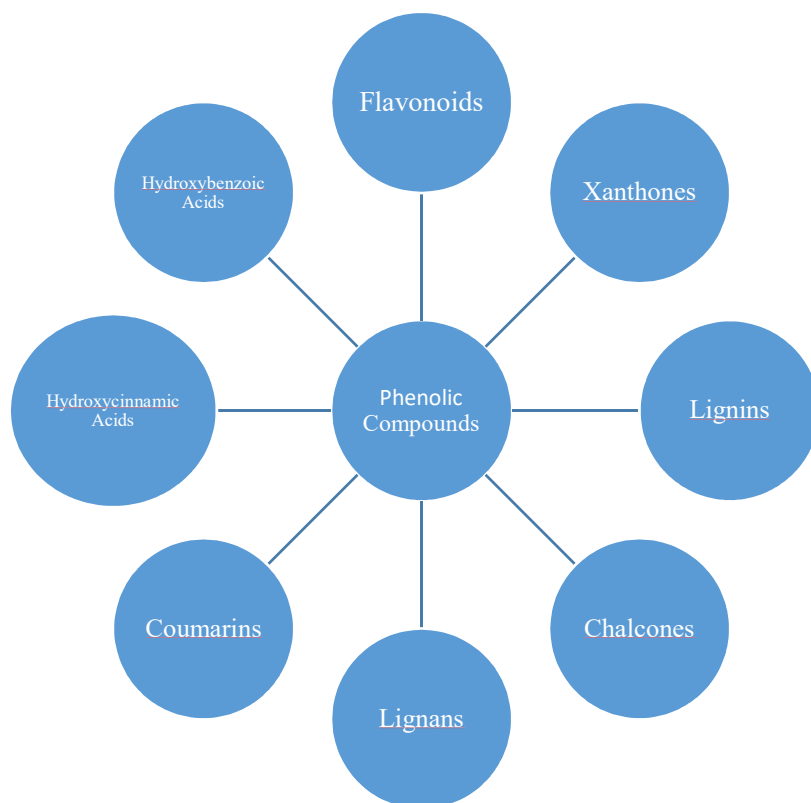 Flavonoids
Hydroxybenzoic
Acids
Xanthones
Hydroxycinnamic
Acids
Phenolic
Compounds
Lignins
Coumarins
Chalcones
Lignans